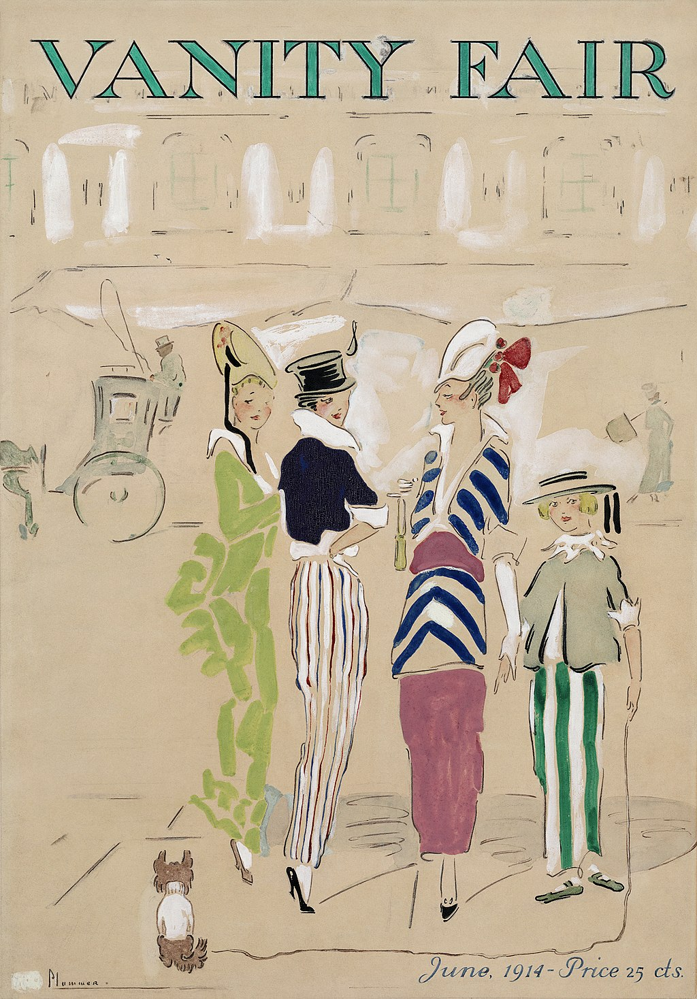 VANITY FAIR
June, 1914 - Price 25 cts.
Plummer.